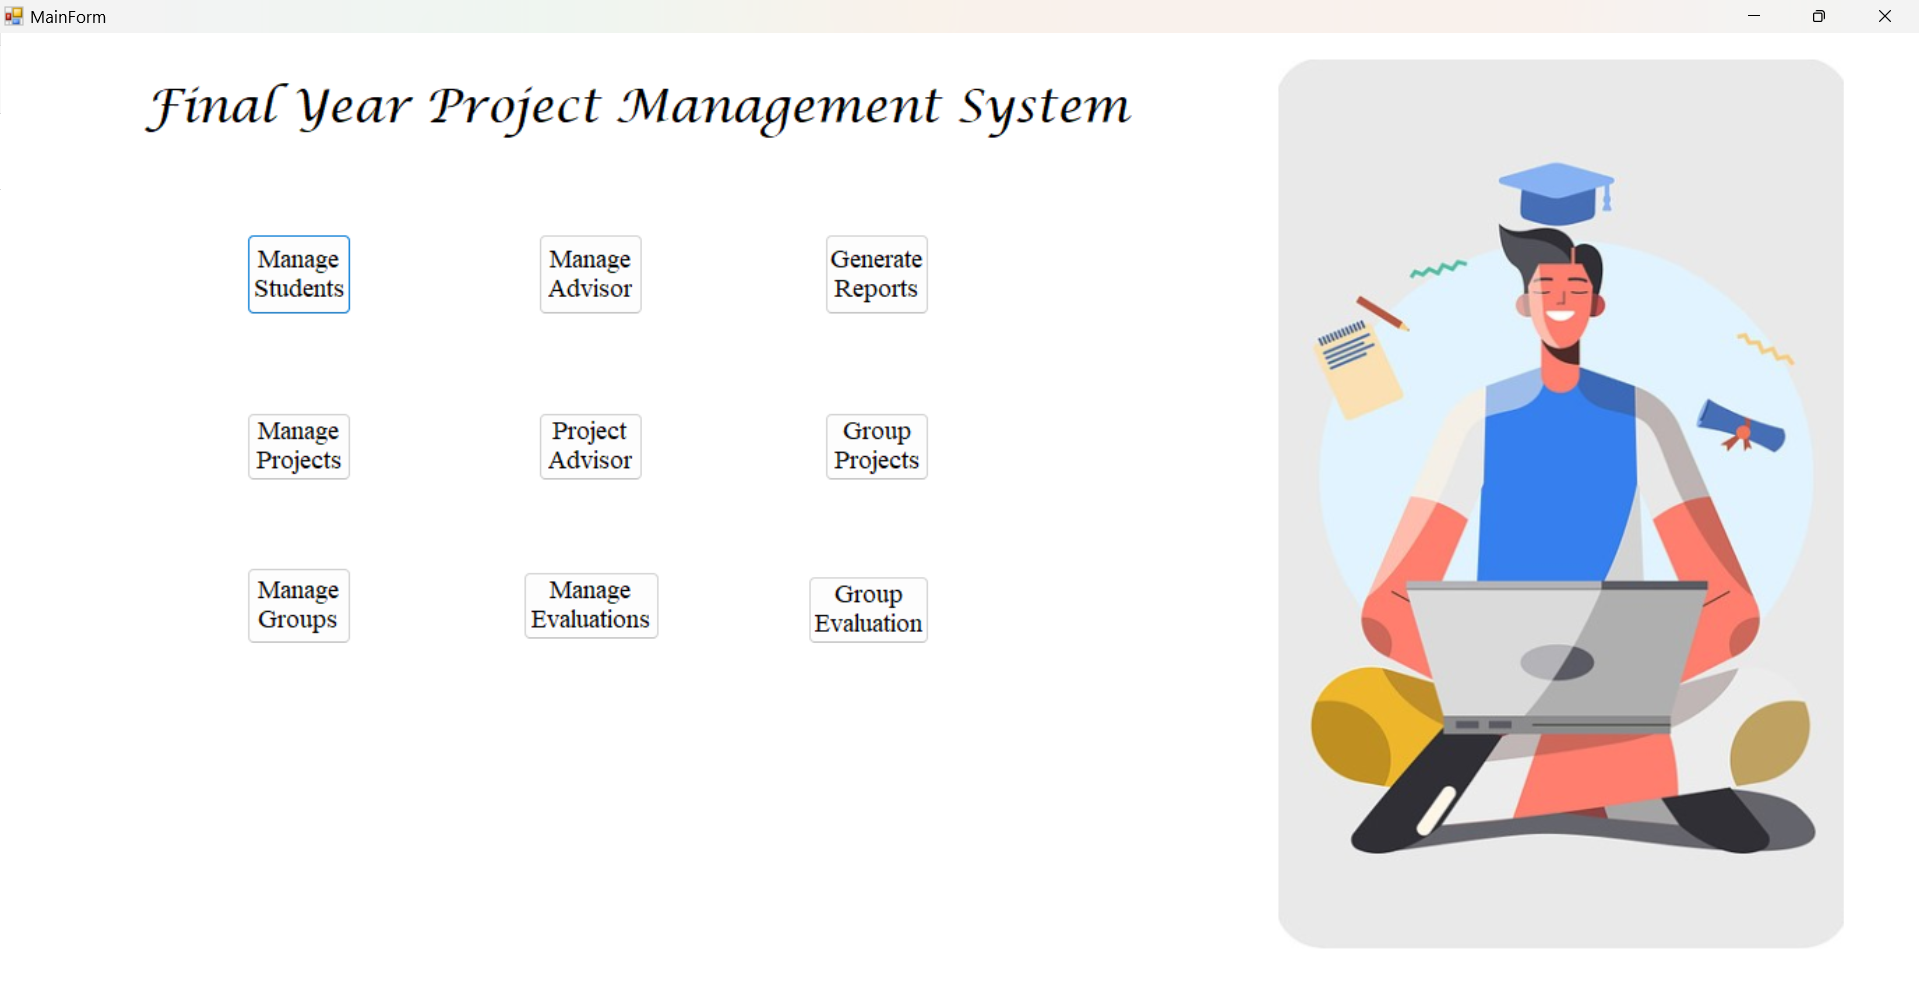 MainForm
Final Year Project Management System
Manage
Students
Manage
Advisor
Generate
Reports
Manage
Projects
Project
Advisor
Group
Projects
Manage
Groups
Manage
Evaluations
Group
Evaluation